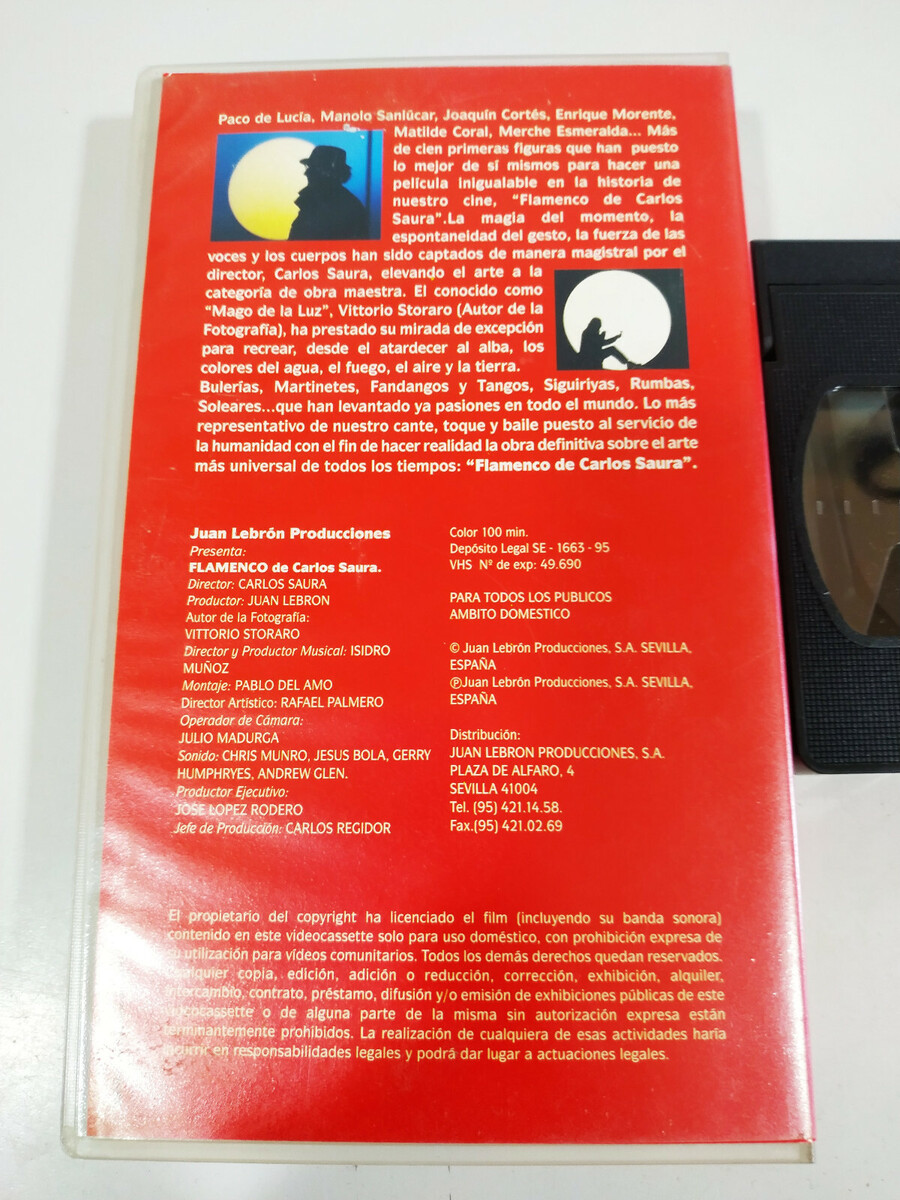 Paco de Lucía, Manolo Sanlúcar, Joaquín Cortés, Enrique Morente,
Matilde Coral, Merche Esmeralda... Más
de cien primeras figuras que han puesto
lo mejor de sí mismos para hacer una
película inigualable en la historia de
nuestro cine, "Flamenco de Carlos
Saura".La magia del momento, la
espontaneidad del gesto, la fuerza de las
voces y los cuerpos han sido captados de manera magistral por el
director, Carlos Saura, elevando el arte a la
categoría de obra maestra. El conocido como
"Mago de la Luz", Vittorio Storaro (Autor de la
Fotografía), ha prestado su mirada de excepción
para recrear, desde el atardecer al alba, los
colores del agua, el fuego, el aire y la tierra.
Bulerías, Martinetes, Fandangos y Tangos, Siguiriyas, Rumbas,
Soleares...que han levantado ya pasiones en todo el mundo. Lo más
representativo de nuestro cante, toque y baile puesto al servicio de
la humanidad con el fin de hacer realidad la obra definitiva sobre el arte
más universal de todos los tiempos: "Flamenco de Carlos Saura".
Juan Lebrón Producciones
Presenta:
FLAMENCO de Carlos Saura.
Director: CARLOS SAURA
Productor: JUAN LEBRON
Autor de la Fotografía:
VITTORIO STORARO
Director y Productor Musical: ISIDRO
MUÑOZ
Montaje: PABLO DEL AMO
Director Artístico: RAFAEL PALMERO
Operador de Cámara:
JULIO MADURGA
Sonido: CHRIS MUNRO, JESUS BOLA, GERRY
HUMPHRYES, ANDREW GLEN.
Productor Ejecutivo:
JOSE LOPEZ RODERO
Jefe de Producción: CARLOS REGIDOR
Color 100 min.
Depósito Legal SE - 1663 - 95
VHS Nº de exp: 49.690
PARA TODOS LOS PUBLICOS
AMBITO DOMESTICO
© Juan Lebrón Producciones, S.A. SEVILLA,
ESPAÑA
℗Juan Lebrón Producciones, S.A. SEVILLA,
ESPAÑA
Distribución:
JUAN LEBRON PRODUCCIONES, S.A.
PLAZA DE ALFARO, 4
SEVILLA 41004
Tel. (95) 421.14.58.
Fax.(95) 421.02.69
El propietario del copyright ha licenciado el film (incluyendo su banda sonora)
contenido en este videocassette solo para uso doméstico, con prohibición expresa de
su utilización para vídeos comunitarios. Todos los demás derechos quedan reservados.
Cualquier copia, edición, adición o reducción, corrección, exhibición, alquiler,
intercambio, contrato, préstamo, difusión y/o emisión de exhibiciones públicas de este
videocassette o de alguna parte de la misma sin autorización expresa están
terminantemente prohibidos. La realización de cualquiera de esas actividades haría
incurrir en responsabilidades legales y podrá dar lugar a actuaciones legales.